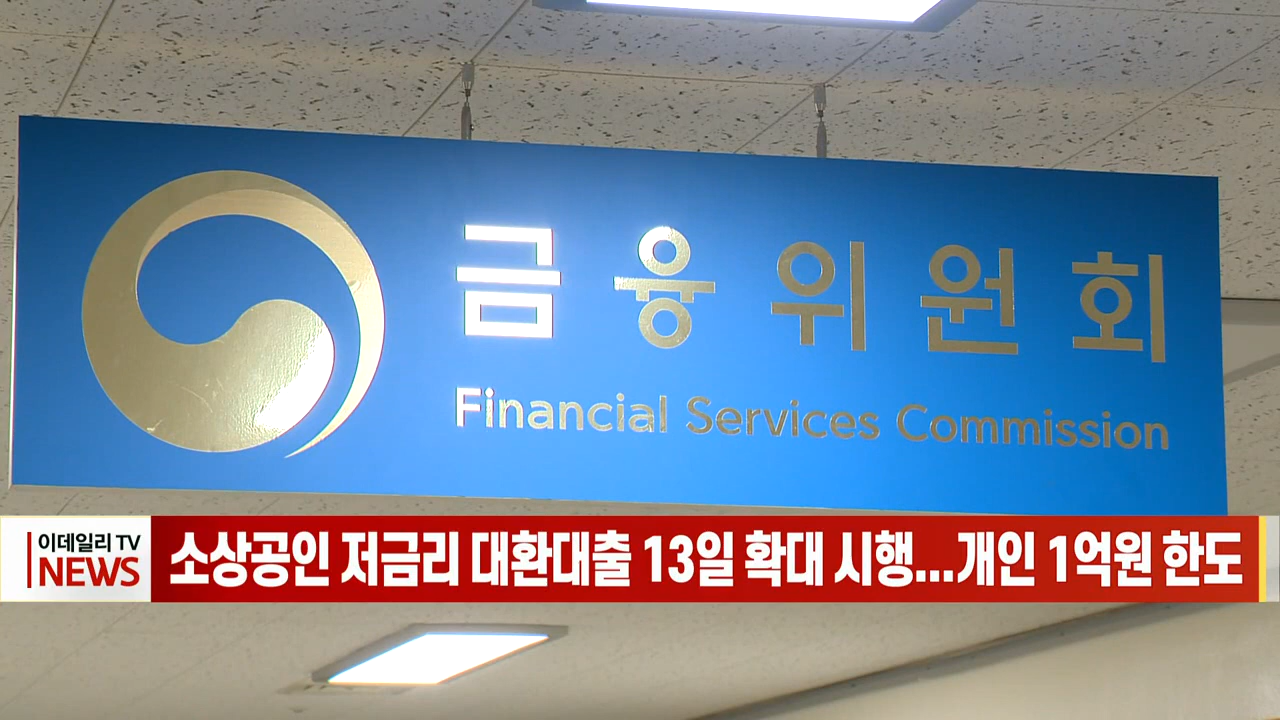 금융위원회
Financial Services Commission
이데일리 TV
NEWS
소상공인 저금리 대환대출 13일 확대 시행...개인 1억원 한도